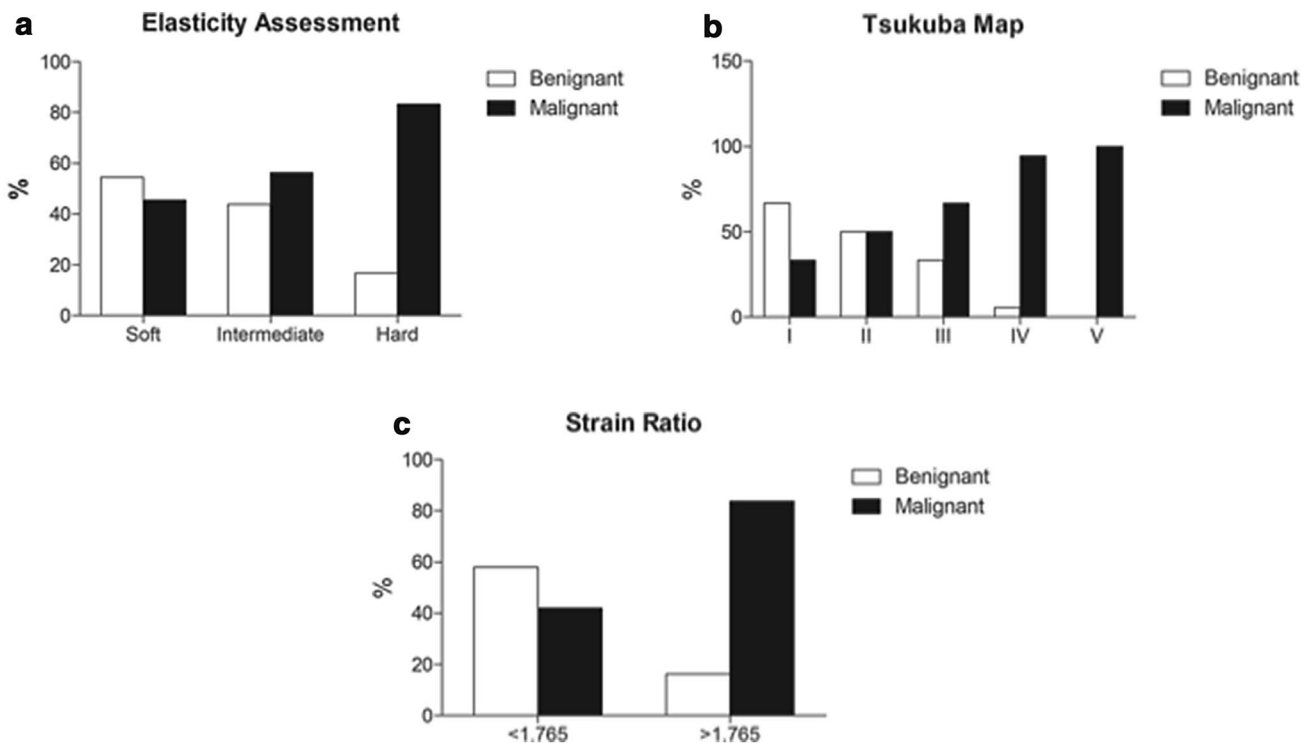 a
Elasticity Assessment
100
80
60
40
20
0
%
Soft Intermediate Hard
Benignant
Malignant
b
Tsukuba Map
150
100
50
0
%
I II III IV V
Benignant
Malignant
c
Strain Ratio
100
80
60
40
20
0
%
<1.765 >1.765
Benignant
Malignant